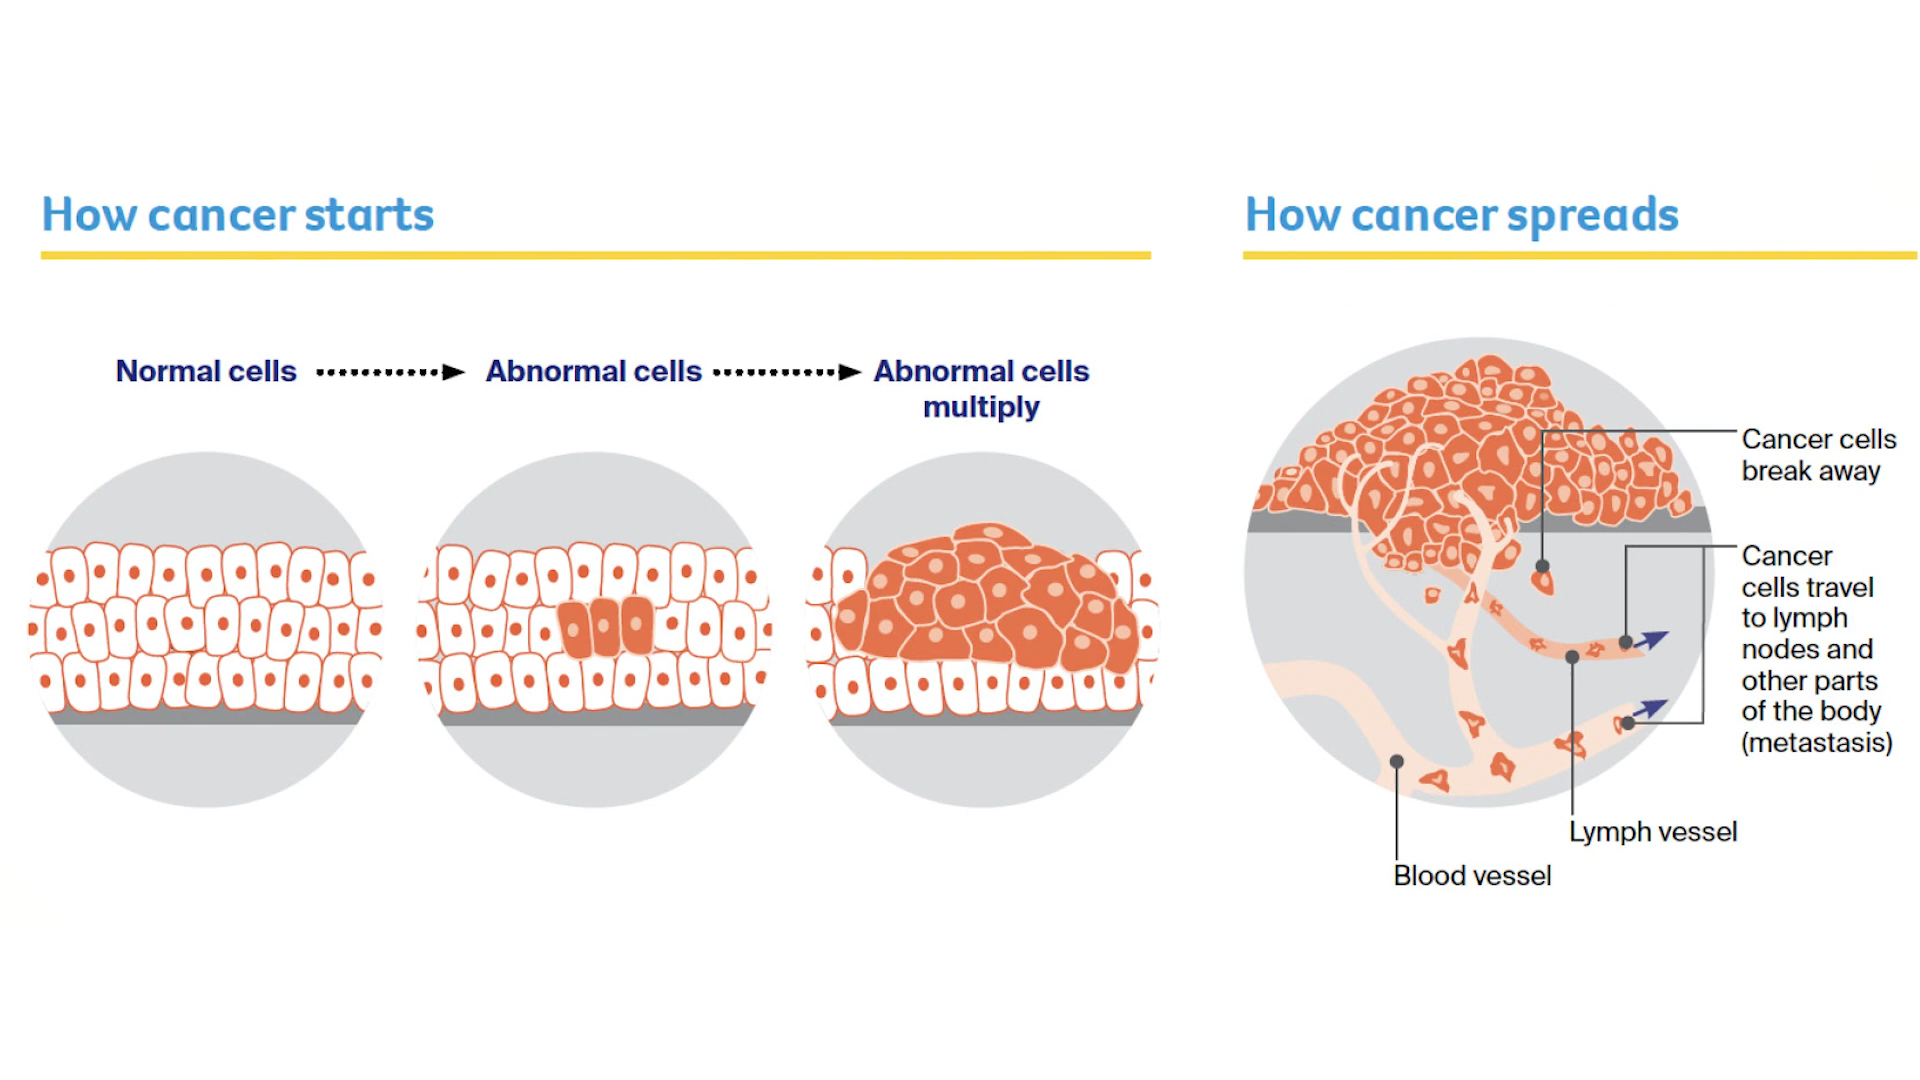 How cancer starts
How cancer spreads
Normal cells
Abnormal cells
Abnormal cells
multiply
Cancer cells
break away
Cancer
cells travel
to lymph
nodes and
other parts
of the body
(metastasis)
Lymph vessel
Blood vessel